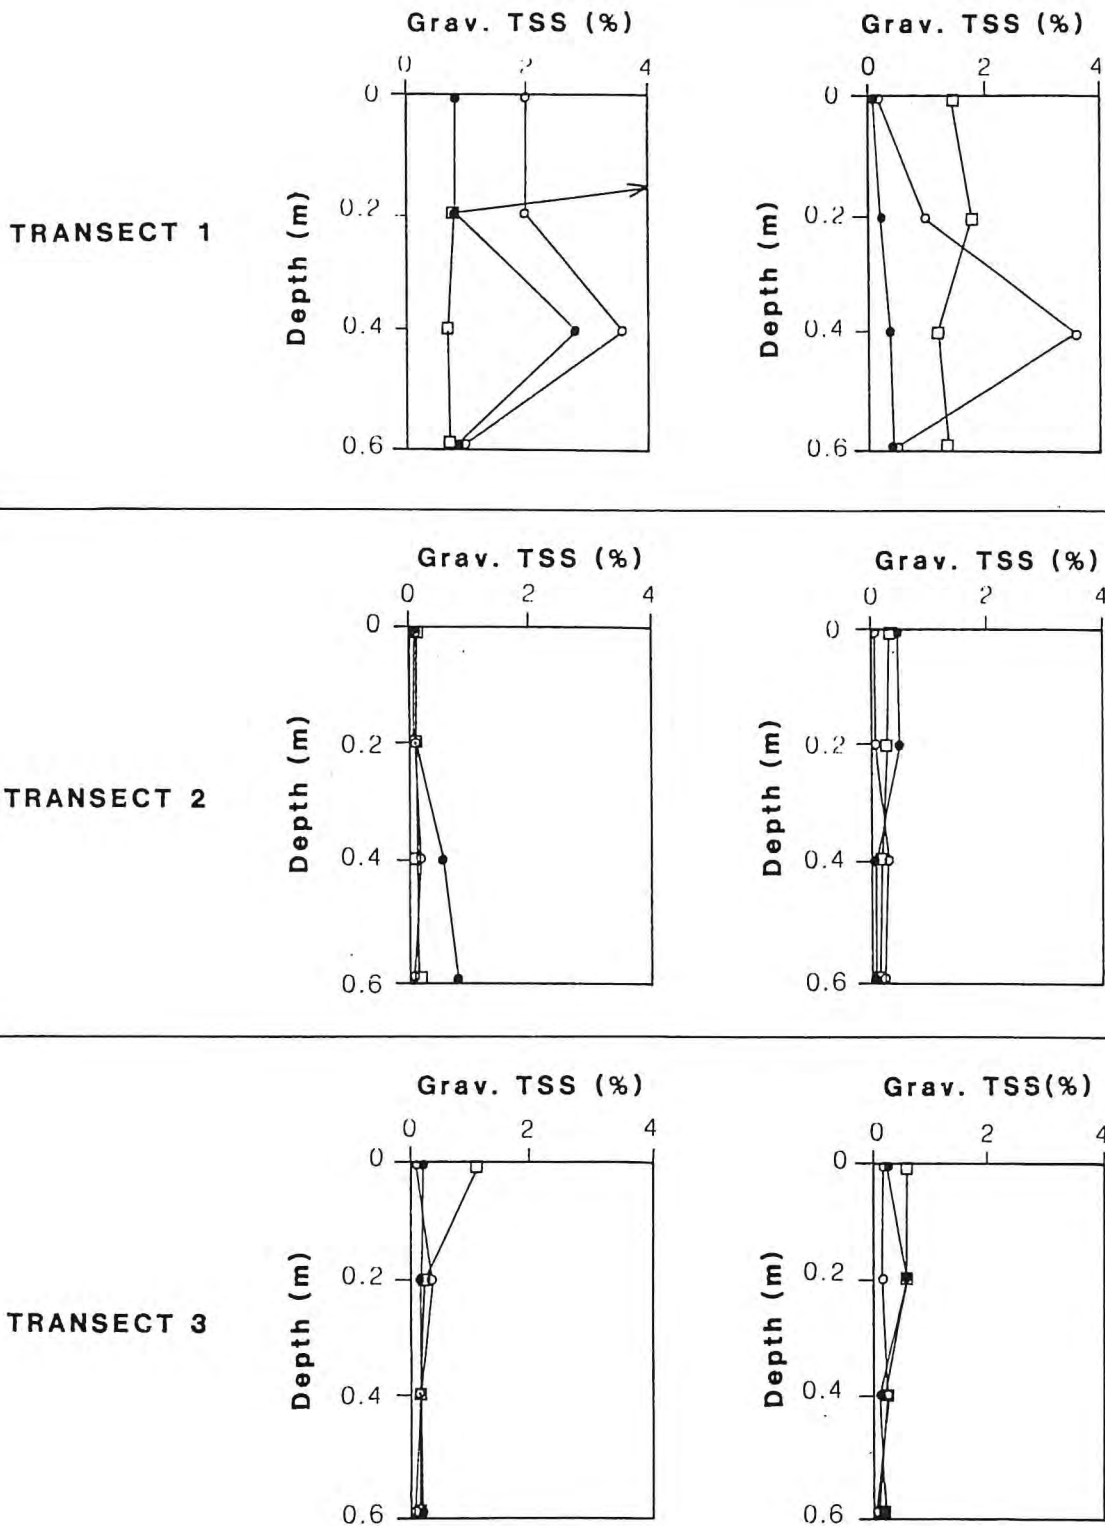 Grav. TSS (%)
Grav. TSS (%)
0 2 4
0 2 4
0
0.2
0.4
0.6
Depth (m)
0
0.2
0.4
0.6
Depth (m)
TRANSECT 1
Grav. TSS (%)
Grav. TSS (%)
0 2 4
0 2 4
0
0.2
0.4
0.6
Depth (m)
0
0.2
0.4
0.6
Depth (m)
TRANSECT 2
Grav. TSS (%)
Grav. TSS(%)
0 2 4
0 2 4
0
0.2
0.4
0.6
Depth (m)
0
0.2
0.4
0.6
Depth (m)
TRANSECT 3